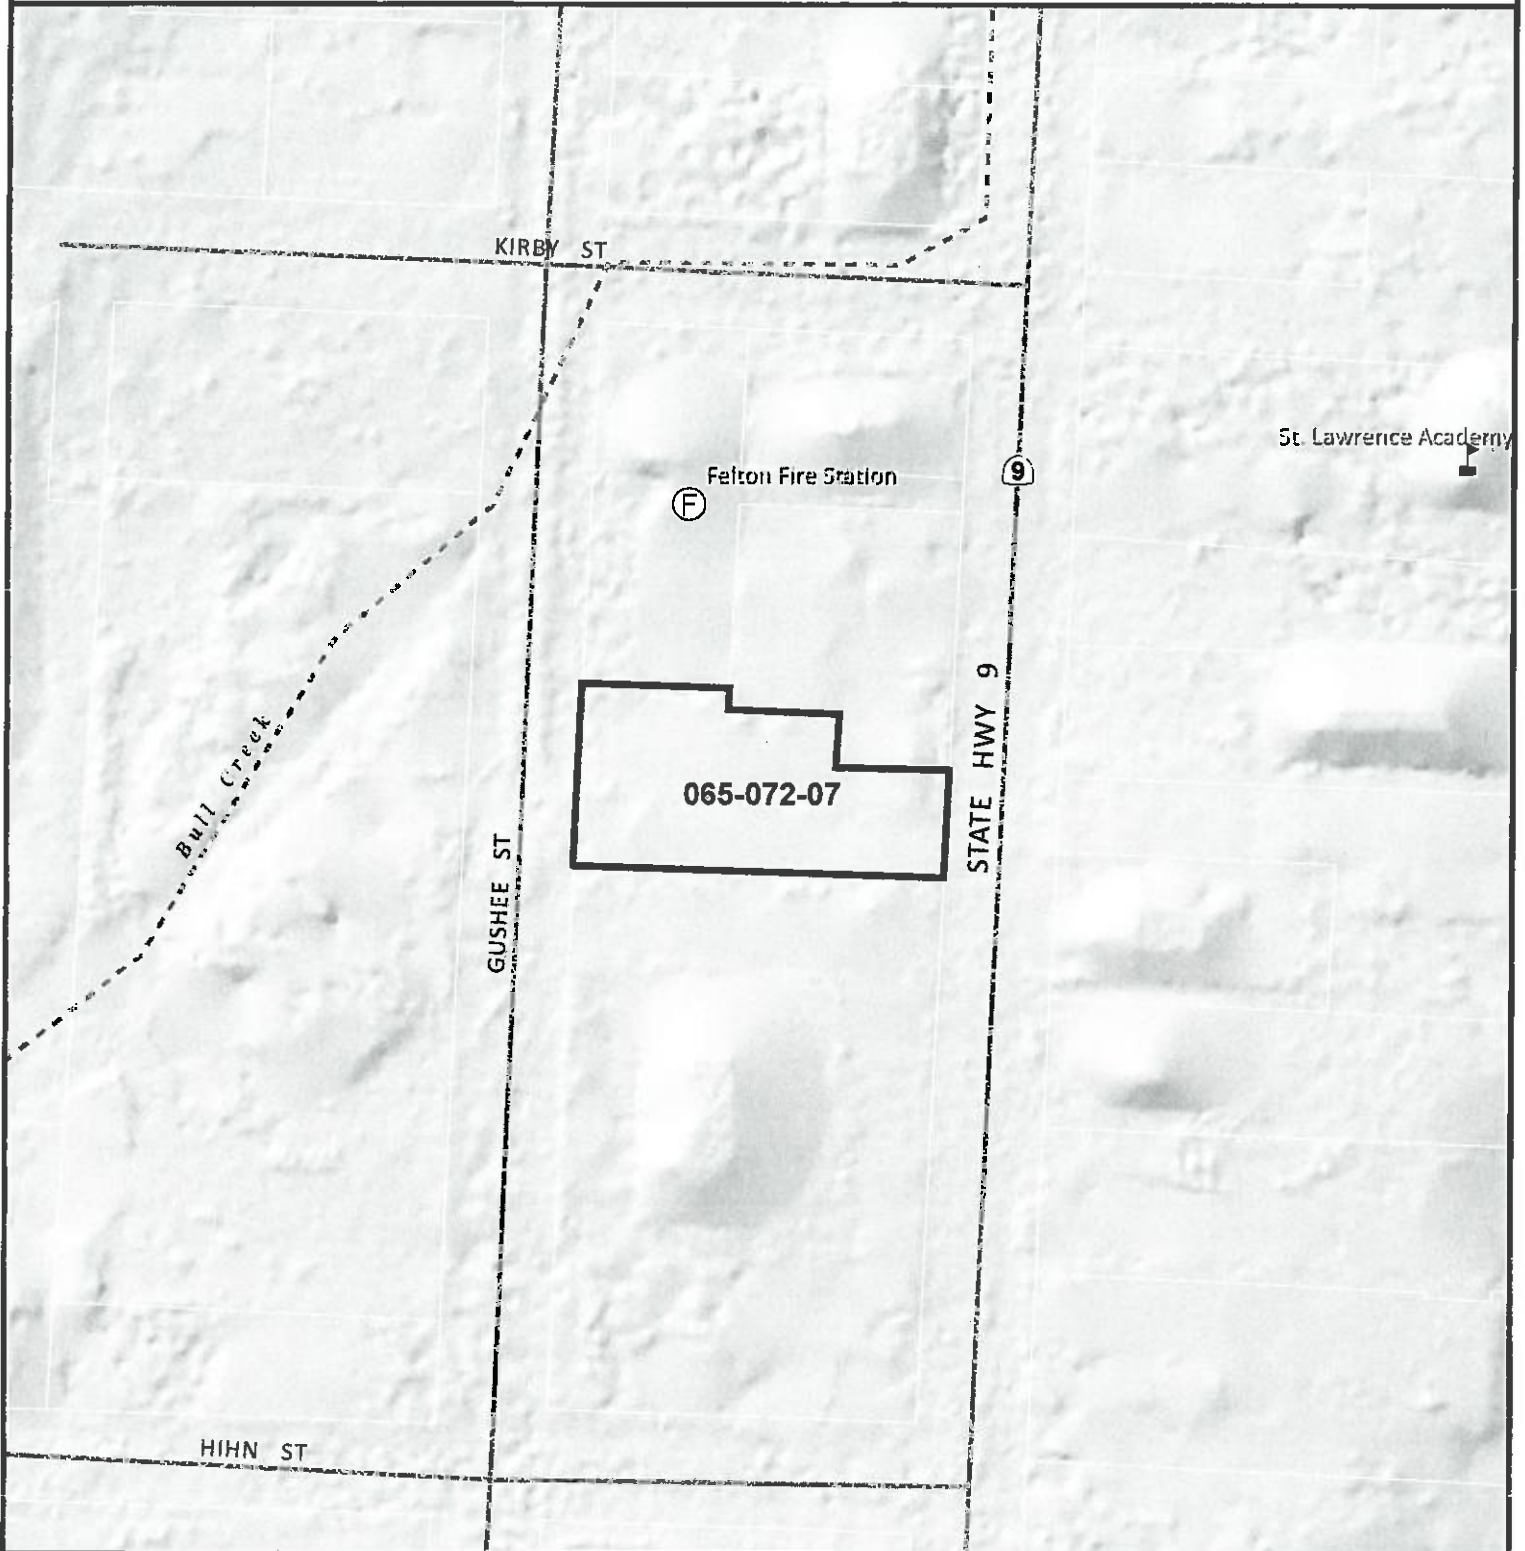 KIRBY ST
St. Lawrence Academy
9
Felton Fire Station
F
STATE HWY 9
Bull Creek
065-072-07
GUSHEE ST
HIHN ST